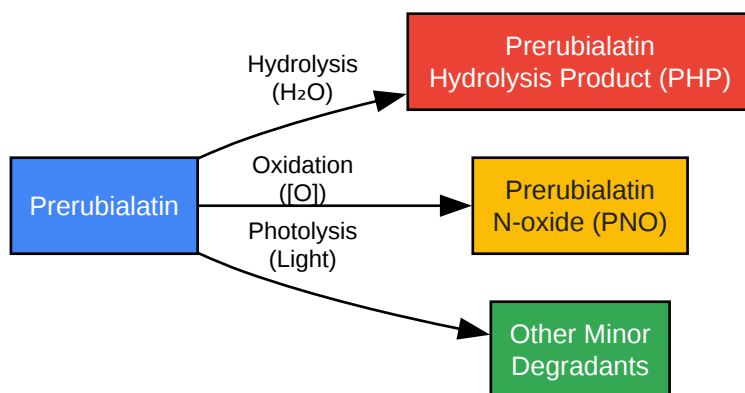 Prerubialatin
Hydrolysis
(H₂O)
Prerubialatin
Hydrolysis Product (PHP)
Oxidation
([O])
Prerubialatin
N-oxide (PNO)
Photolysis
(Light)
Other Minor
Degradants